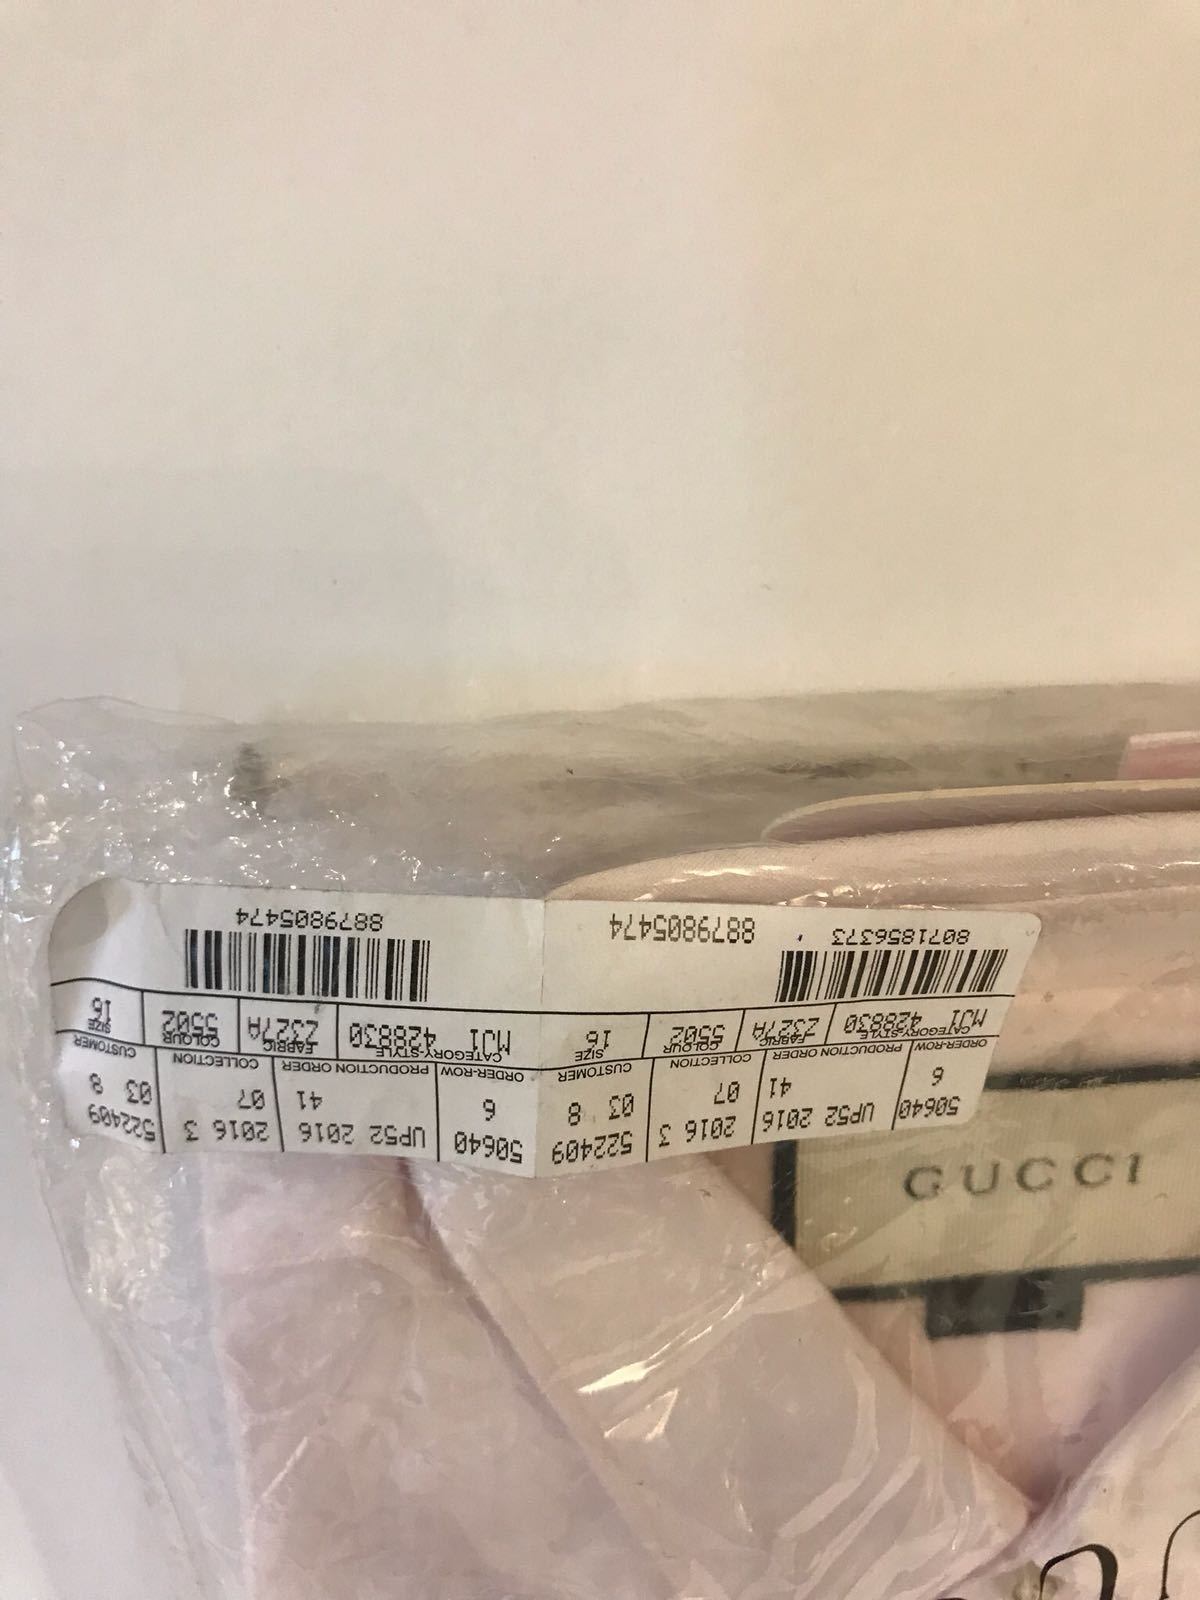 50640 UP52 2016 2016 3 522409 50640 UP52 2016 2016 3 522409
6 41 07 03 8 6 41 07 03 8
ORDER-ROW PRODUCTION ORDER COLLECTION CUSTOMER ORDER-ROW PRODUCTION ORDER COLLECTION CUSTOMER
CATEGORY-STYLE FABRIC COLOUR SIZE CATEGORY-STYLE FABRIC COLOUR SIZE
MJ1 428830 Z327A 5502 16 MJ1 428830 Z327A 5502 16
8071856373 8879805474 8879805474
GUCCI